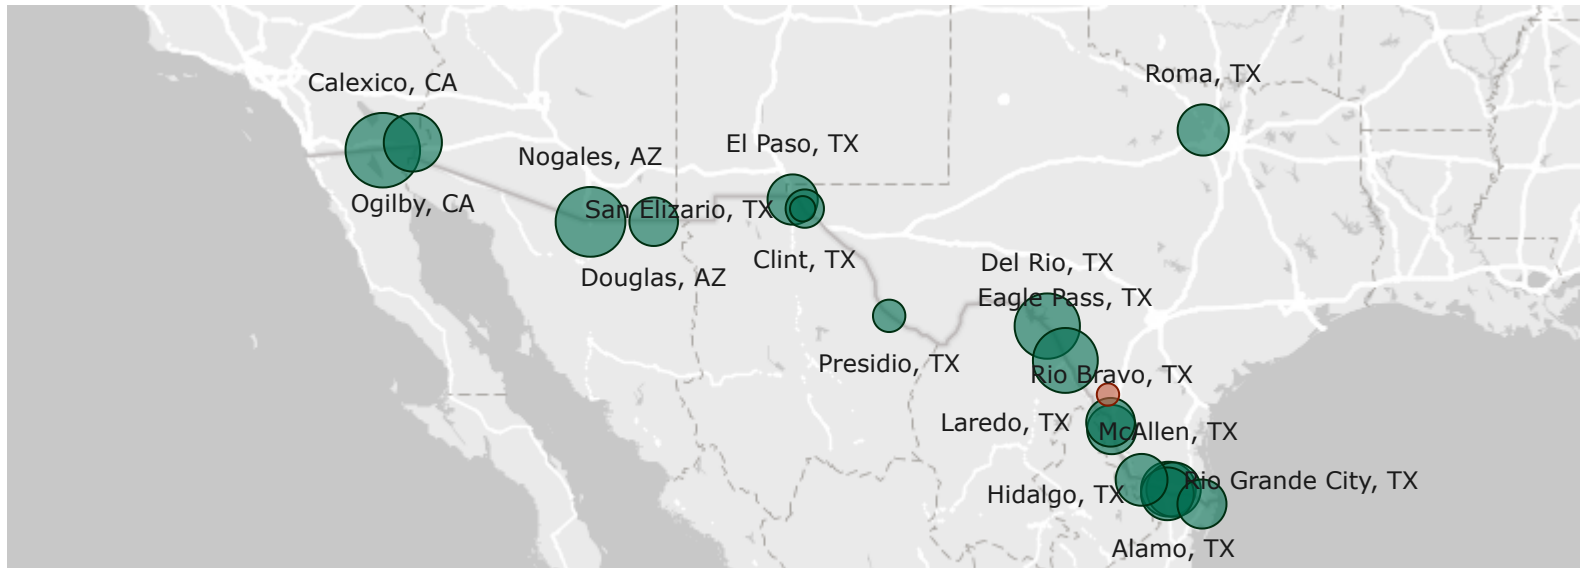 Roma, TX
Calexico, CA
El Paso, TX
Nogales, AZ
Ogilby, CA
San Elizario, TX
Clint, TX
Del Rio, TX
Douglas, AZ
Eagle Pass, TX
Presidio, TX
Rio Bravo, TX
Laredo, TX
McAllen, TX
Rio Grande City, TX
Hidalgo, TX
Alamo, TX